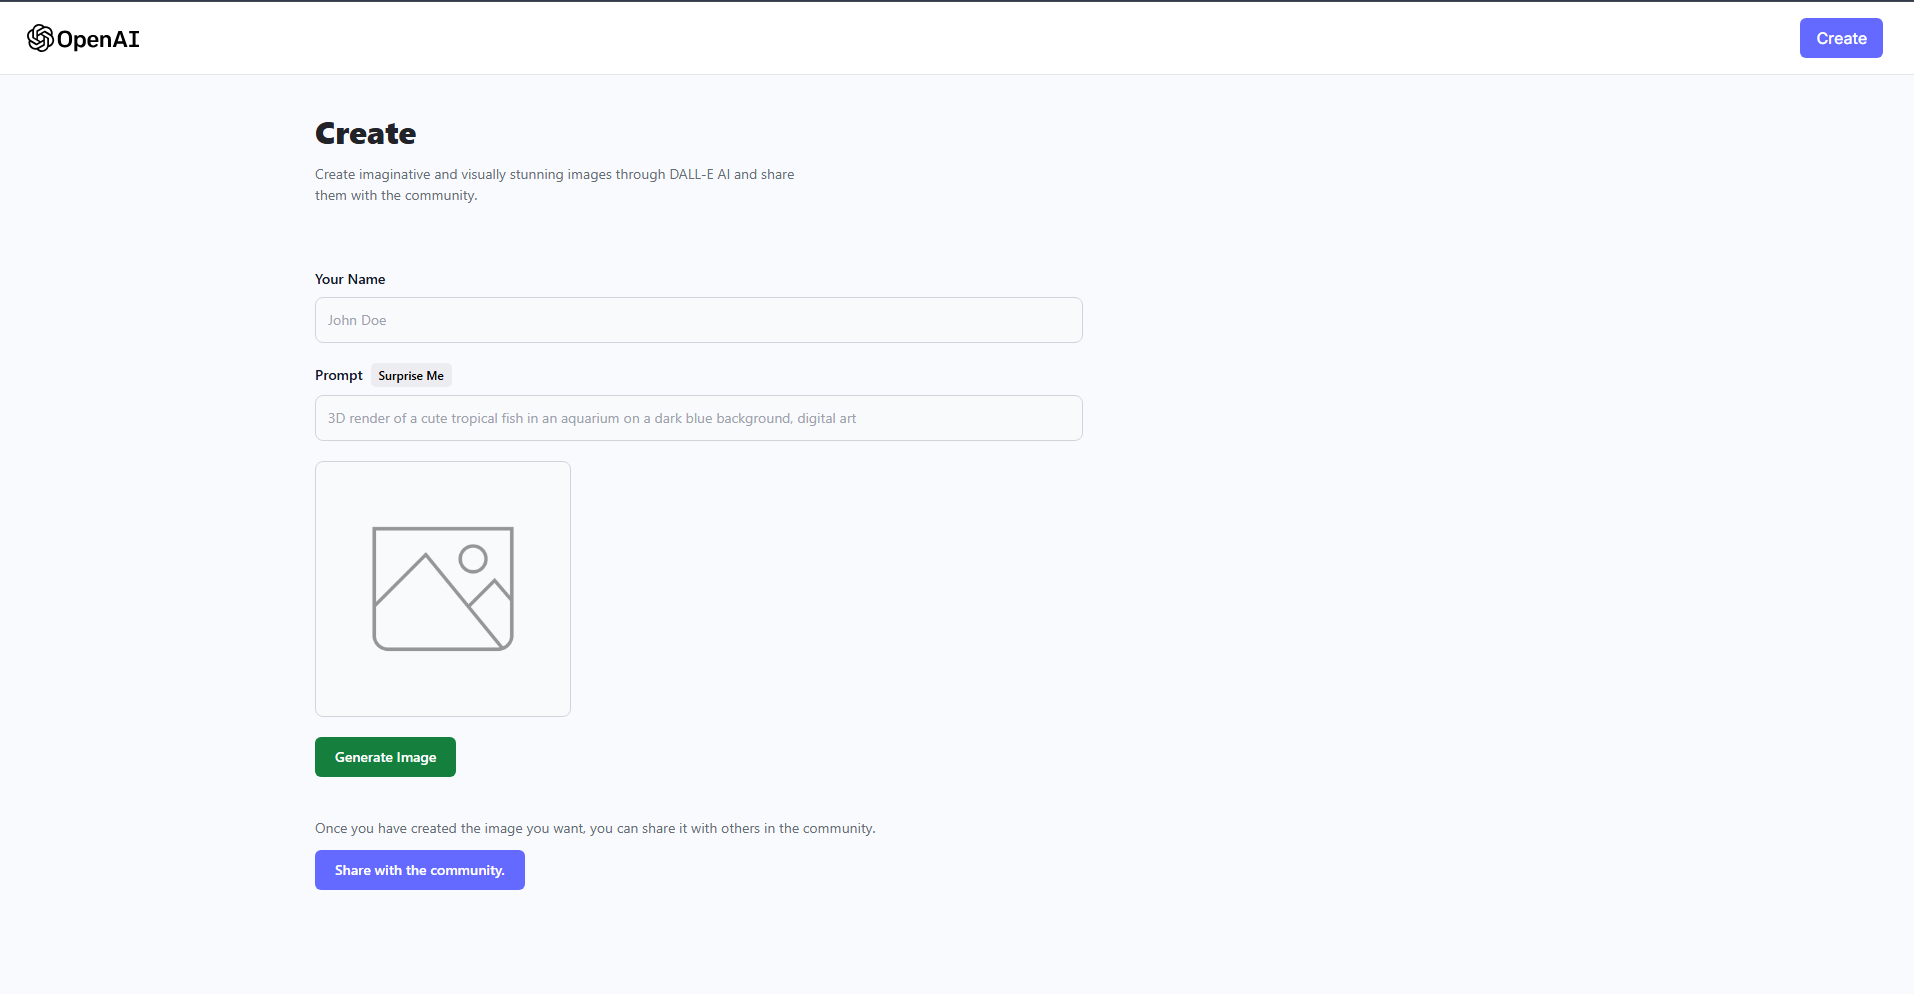 OpenAI
Create
Create
Create imaginative and visually stunning images through DALL-E AI and share
them with the community.
Your Name
John Doe
Prompt Surprise Me
3D render of a cute tropical fish in an aquarium on a dark blue background, digital art
Generate Image
Once you have created the image you want, you can share it with others in the community.
Share with the community.